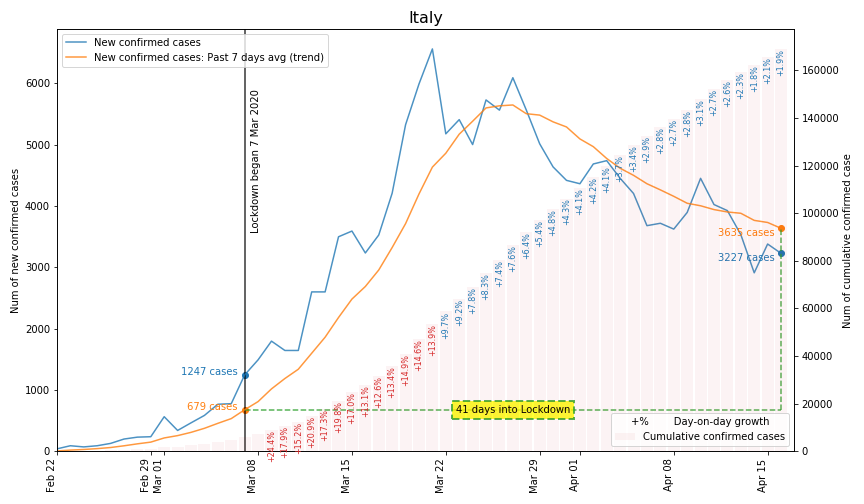 Italy
New confirmed cases
New confirmed cases: Past 7 days avg (trend)
Num of new confirmed cases
Num of cumulative confirmed case
0
1000
2000
3000
4000
5000
6000
0
20000
40000
60000
80000
100000
120000
140000
160000
Lockdown began 7 Mar 2020
1247 cases
679 cases
3635 cases
3227 cases
41 days into Lockdown
+24.4%
+17.9%
+15.2%
+20.9%
+17.3%
+19.8%
+17.0%
+13.1%
+12.6%
+13.4%
+14.9%
+14.6%
+13.9%
+9.7%
+9.2%
+7.8%
+8.3%
+7.4%
+7.6%
+6.4%
+5.4%
+4.8%
+4.3%
+4.1%
+4.2%
+4.1%
+3.4%
+2.9%
+2.8%
+2.7%
+2.8%
+3.1%
+2.7%
+2.6%
+2.3%
+1.8%
+2.1%
+1.9%
+% Day-on-day growth
Cumulative confirmed cases
Feb 22
Feb 29
Mar 01
Mar 08
Mar 15
Mar 22
Mar 29
Apr 01
Apr 08
Apr 15